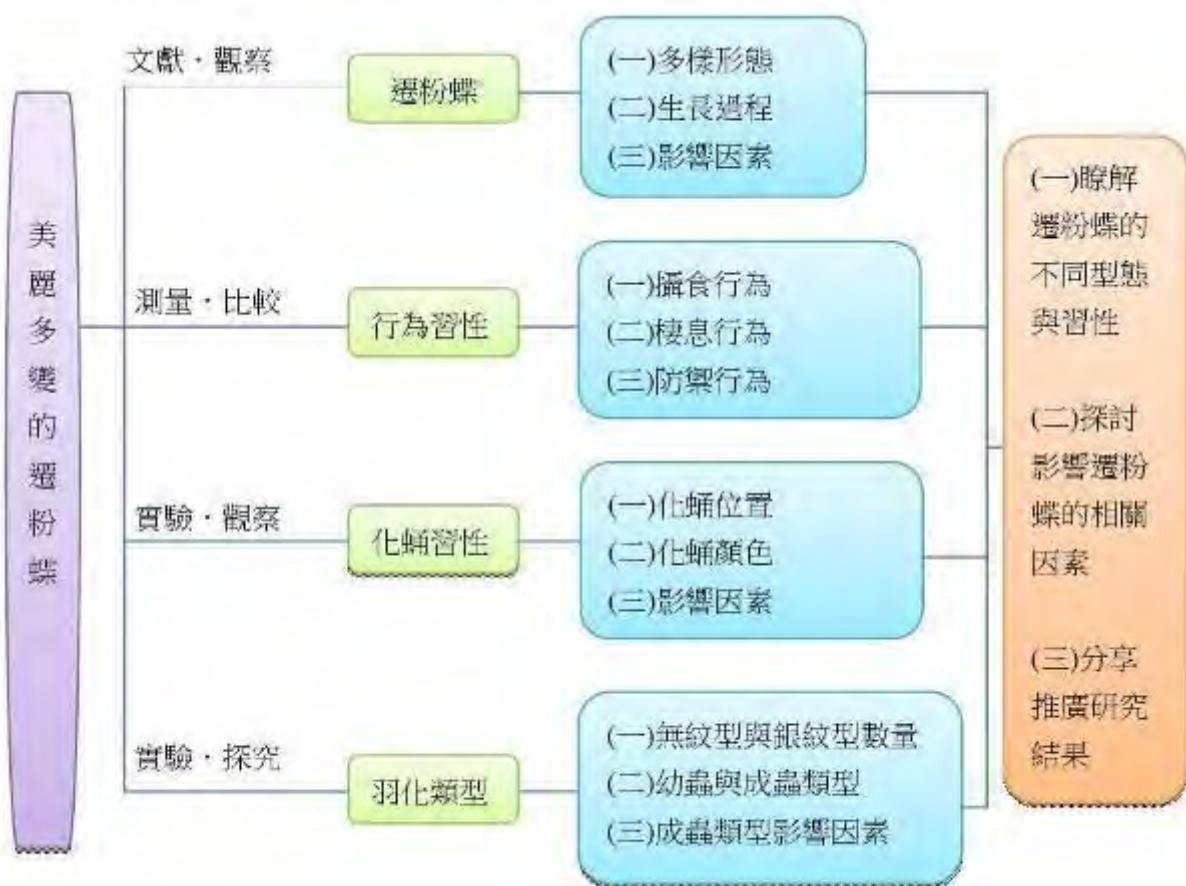 美麗多變的遷粉蝶
文獻・觀察
遷粉蝶
(一)多樣形態
(二)生長過程
(三)影響因素
測量・比較
行為習性
(一)攝食行為
(二)棲息行為
(三)防禦行為
實驗・觀察
化蛹習性
(一)化蛹位置
(二)化蛹顏色
(三)影響因素
實驗・探究
羽化類型
(一)無紋型與銀紋型數量
(二)幼蟲與成蟲類型
(三)成蟲類型影響因素
(一)瞭解
遷粉蝶的
不同型態
與習性
(二)探討
影響遷粉
蝶的相關
因素
(三)分享
推廣研究
結果